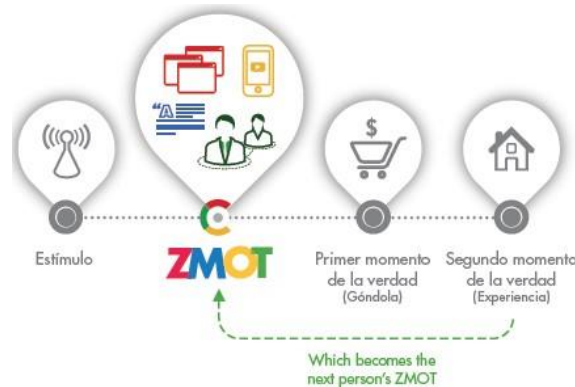 "A
$
Estímulo
ZMOT
Primer momento
de la verdad
(Góndola)
Segundo momento
de la verdad
(Experiencia)
Which becomes the
next person's ZMOT